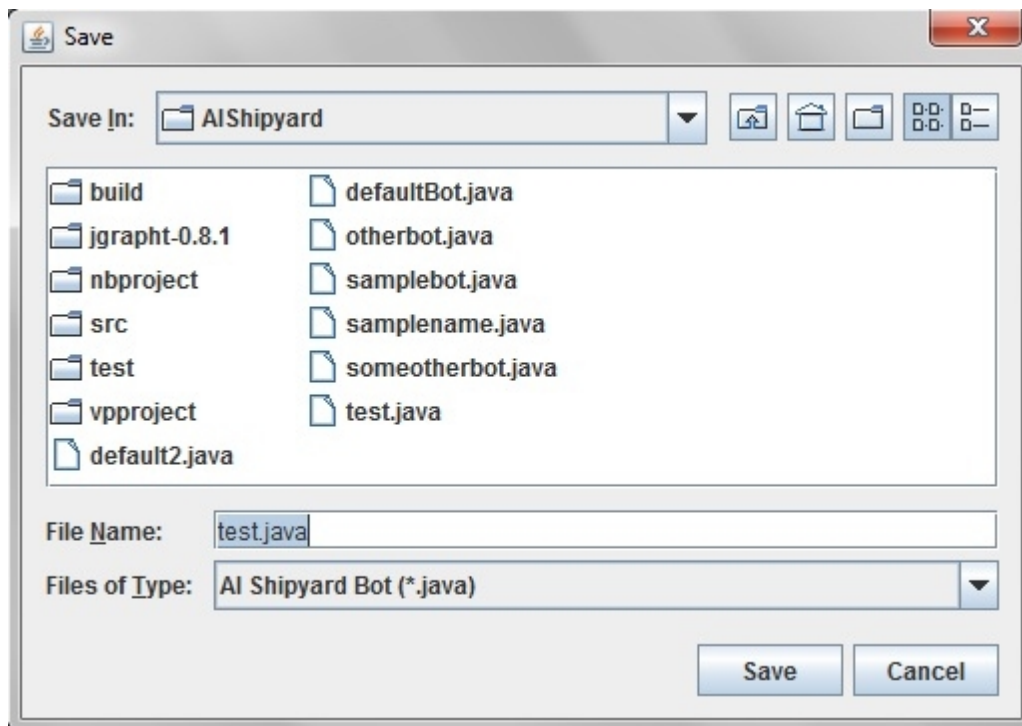 Save
Save In: AIShipyard
build
jgrapht-0.8.1
nbproject
src
test
vpproject
default2.java
defaultBot.java
otherbot.java
samplebot.java
samplename.java
someotherbot.java
test.java
File Name: test.java
Files of Type: AI Shipyard Bot (*.java)
Save Cancel